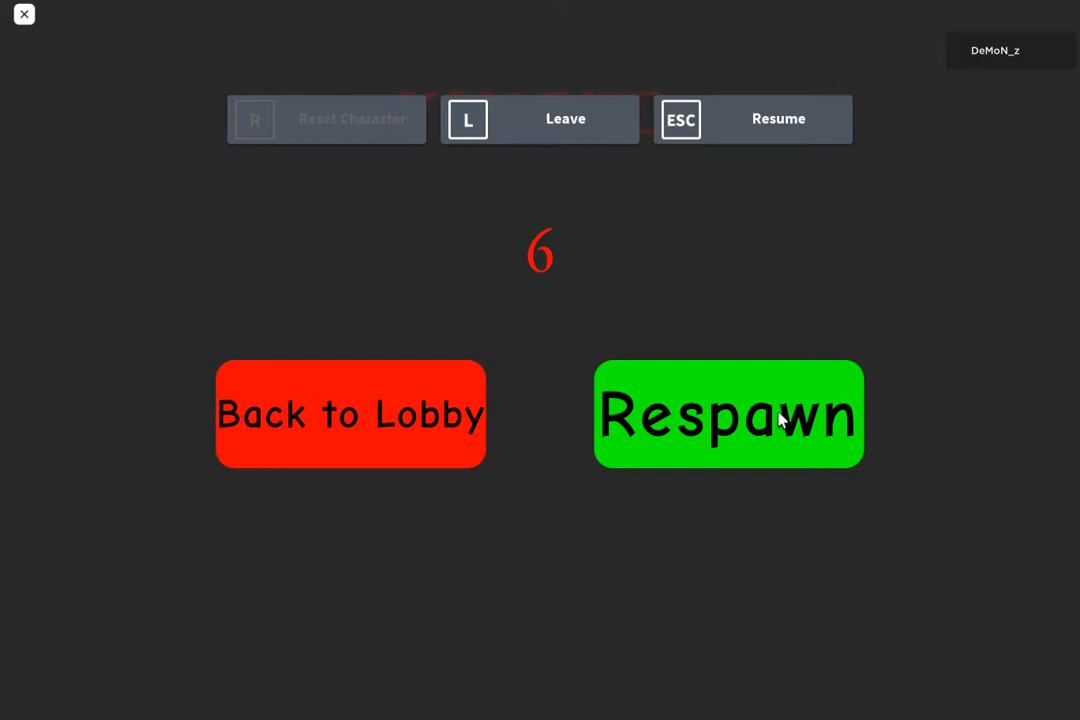 DeMoN_z
R Reset Character
L Leave
ESC Resume
6
Back to Lobby
Respawn